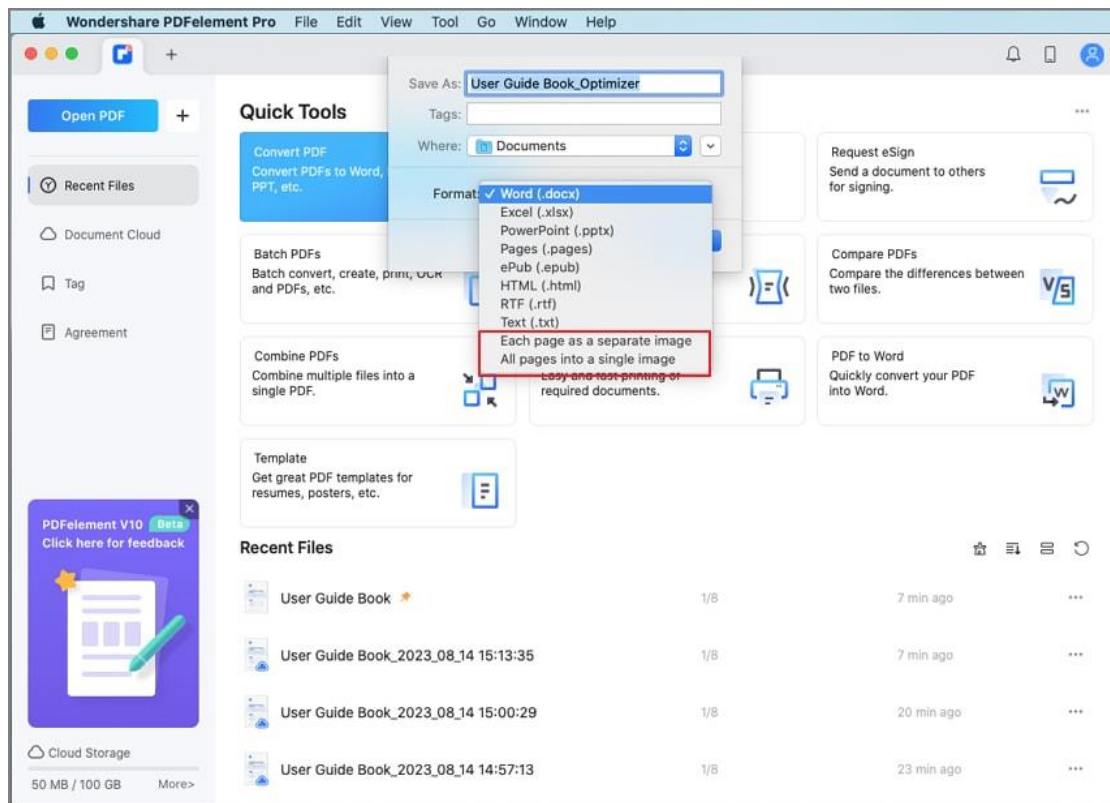 Wondershare PDFelement Pro File Edit View Tool Go Window Help
Save As: User Guide Book_Optimizer
Tags:
Where: Documents
Format: ✓ Word (.docx)
Excel (.xlsx)
PowerPoint (.pptx)
Pages (.pages)
ePub (.epub)
HTML (.html)
RTF (.rtf)
Text (.txt)
Each page as a separate image
All pages into a single image
Open PDF +
Recent Files
Document Cloud
Tag
Agreement
Quick Tools
Convert PDF
Convert PDFs to Word,
PPT, etc.
Request eSign
Send a document to others
for signing.
Batch PDFs
Batch convert, create, print, OCR
and PDFs, etc.
Compare PDFs
Compare the differences between
two files.
Combine PDFs
Combine multiple files into a
single PDF.
Easy and fast printing of
required documents.
PDF to Word
Quickly convert your PDF
into Word.
Template
Get great PDF templates for
resumes, posters, etc.
Recent Files
User Guide Book 1/8 7 min ago
User Guide Book_2023_08_14 15:13:35 1/8 7 min ago
User Guide Book_2023_08_14 15:00:29 1/8 20 min ago
User Guide Book_2023_08_14 14:57:13 1/8 23 min ago
PDFelement V10 Beta
Click here for feedback
Cloud Storage
50 MB / 100 GB More>